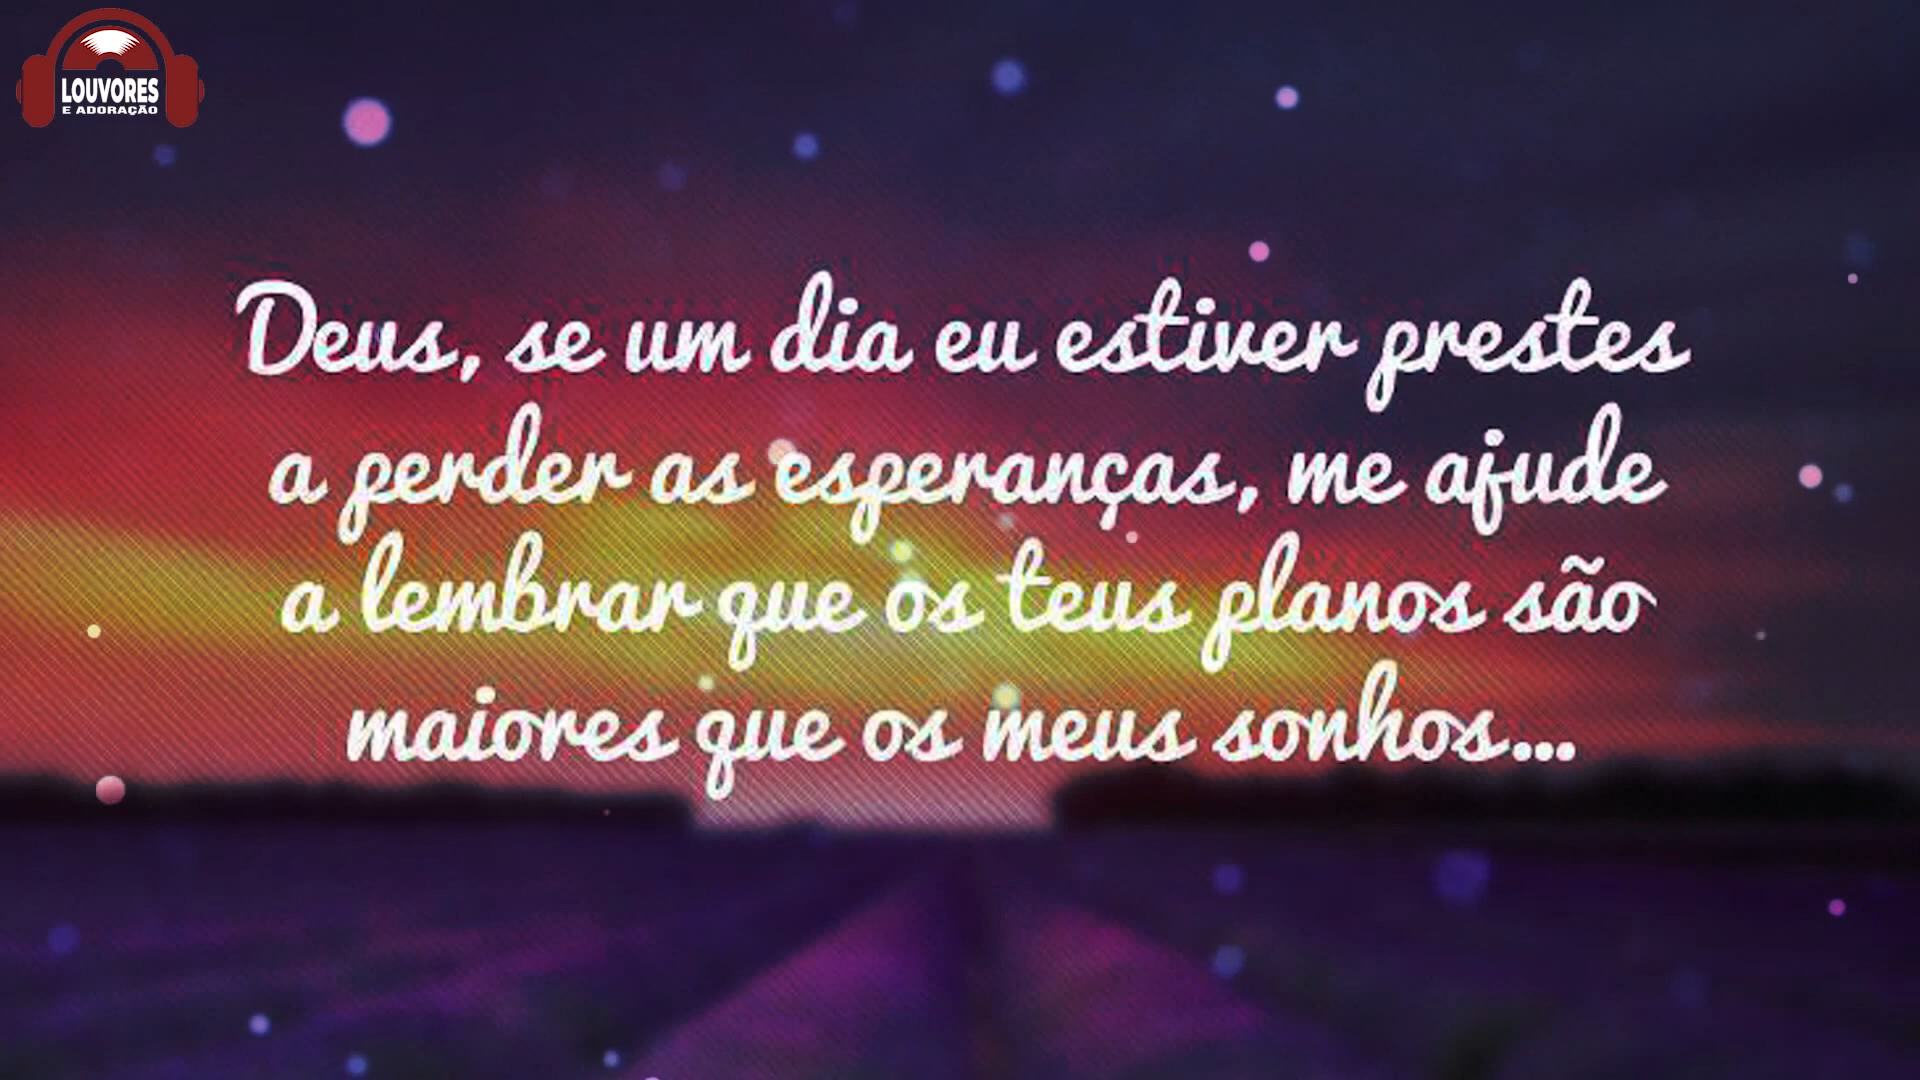 LOUVORES
E ADORAÇÃO
Deus, se um dia eu estiver prestes
a perder as esperanças, me ajude
a lembrar que os teus planos são
maiores que os meus sonhos...